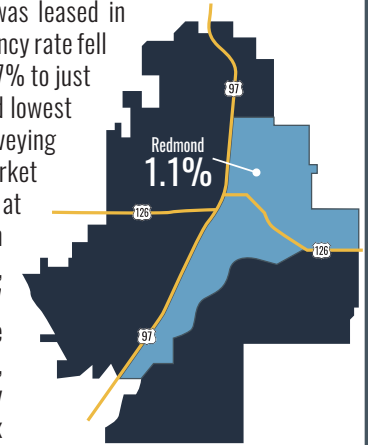 was leased in
ncy rate fell
7% to just
d lowest
veying
rket
at
97
Redmond
1.1%
126
126
97